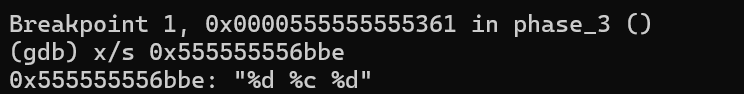 Breakpoint 1, 0x0000555555555361 in phase_3 ()
(gdb) x/s 0x555555556bbe
0x555555556bbe: "%d %c %d"